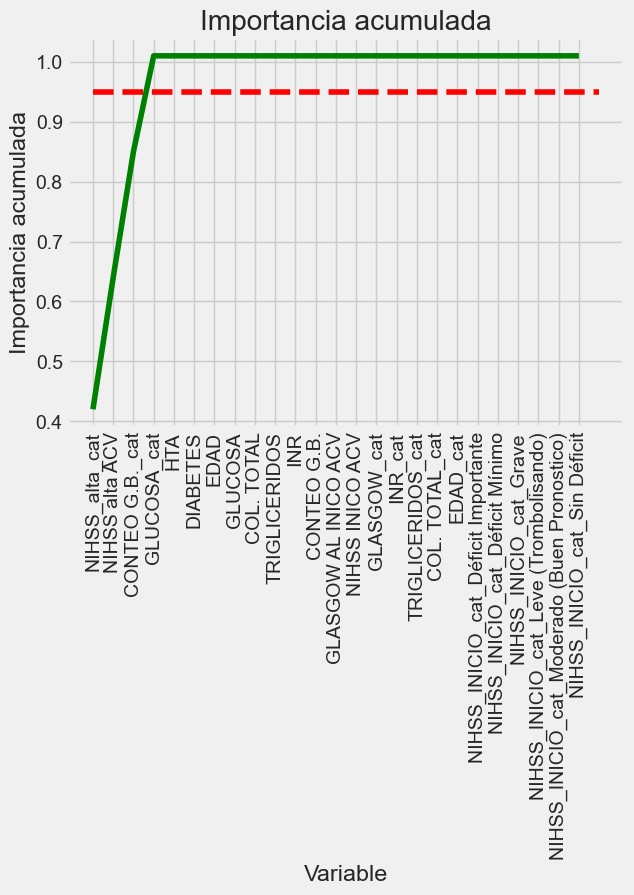 Importancia acumulada
Importancia acumulada
1.0
0.9
0.8
0.7
0.6
0.5
0.4
NIHSS_alta_cat
NIHSS alta ACV
CONTEO G.B._cat
GLUCOSA_cat
HTA
DIABETES
EDAD
GLUCOSA
COL. TOTAL
TRIGLICERIDOS
INR
CONTEO G.B.
GLASGOW AL INICO ACV
NIHSS INICO ACV
GLASGOW_cat
INR_cat
TRIGLICERIDOS_cat
COL. TOTAL_cat
EDAD_cat
NIHSS_INICIO_cat_Déficit Importante
NIHSS_INICIO_cat_Déficit Mínimo
NIHSS_INICIO_cat_Grave
NIHSS_INICIO_cat_Leve (Trombolisando)
NIHSS_INICIO_cat_Moderado (Buen Pronostico)
NIHSS_INICIO_cat_Sin Déficit
Variable